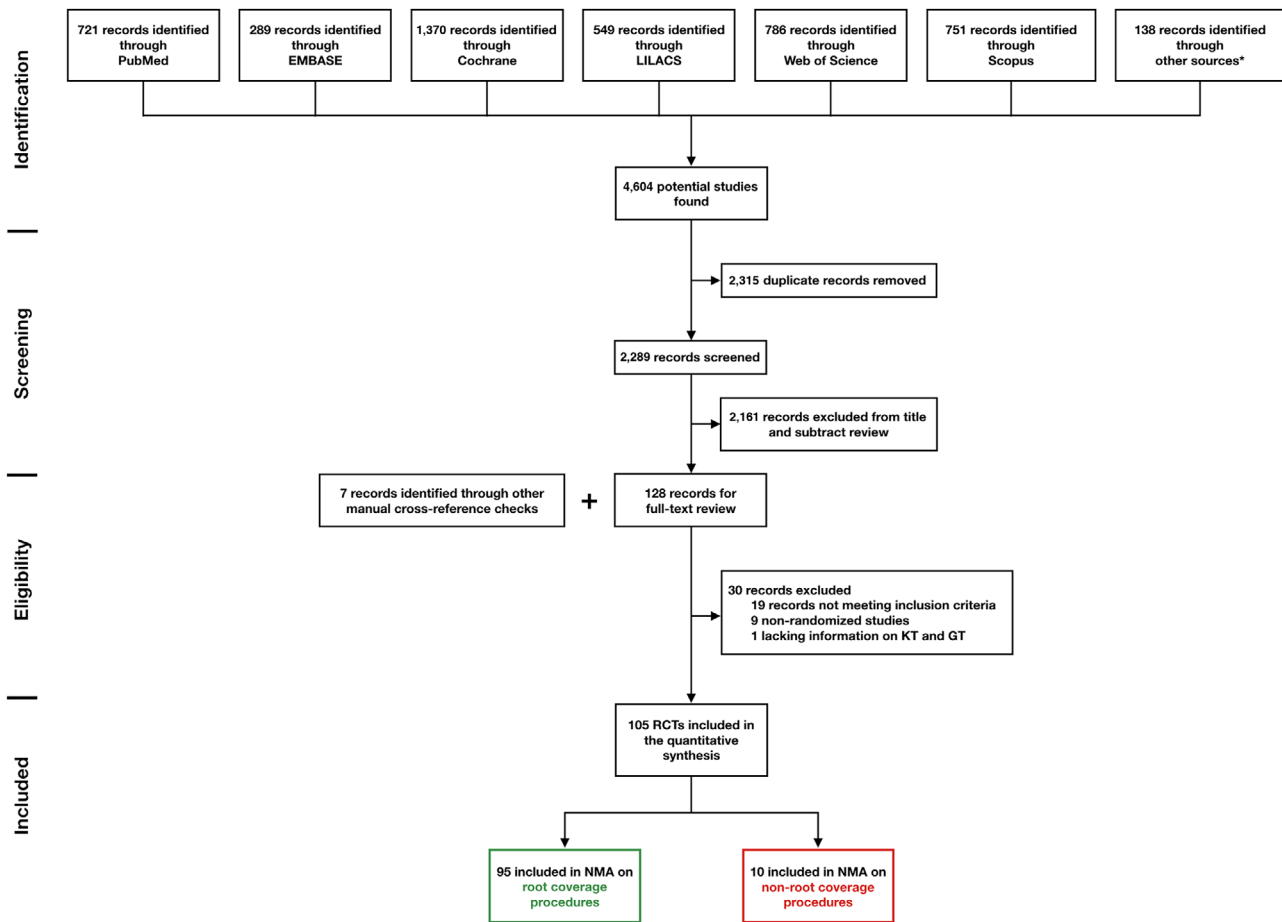 Identification
721 records identified
through
PubMed
289 records identified
through
EMBASE
1,370 records identified
through
Cochrane
549 records identified
through
LILACS
786 records identified
through
Web of Science
751 records identified
through
Scopus
138 records identified
through
other sources*
4,604 potential studies
found
Screening
2,315 duplicate records removed
2,289 records screened
2,161 records excluded from title
and subtract review
Eligibility
7 records identified through other
manual cross-reference checks
+
128 records for
full-text review
30 records excluded
19 records not meeting inclusion criteria
9 non-randomized studies
1 lacking information on KT and GT
Included
105 RCTs included in
the quantitative
synthesis
95 included in NMA on
root coverage
procedures
10 included in NMA on
non-root coverage
procedures